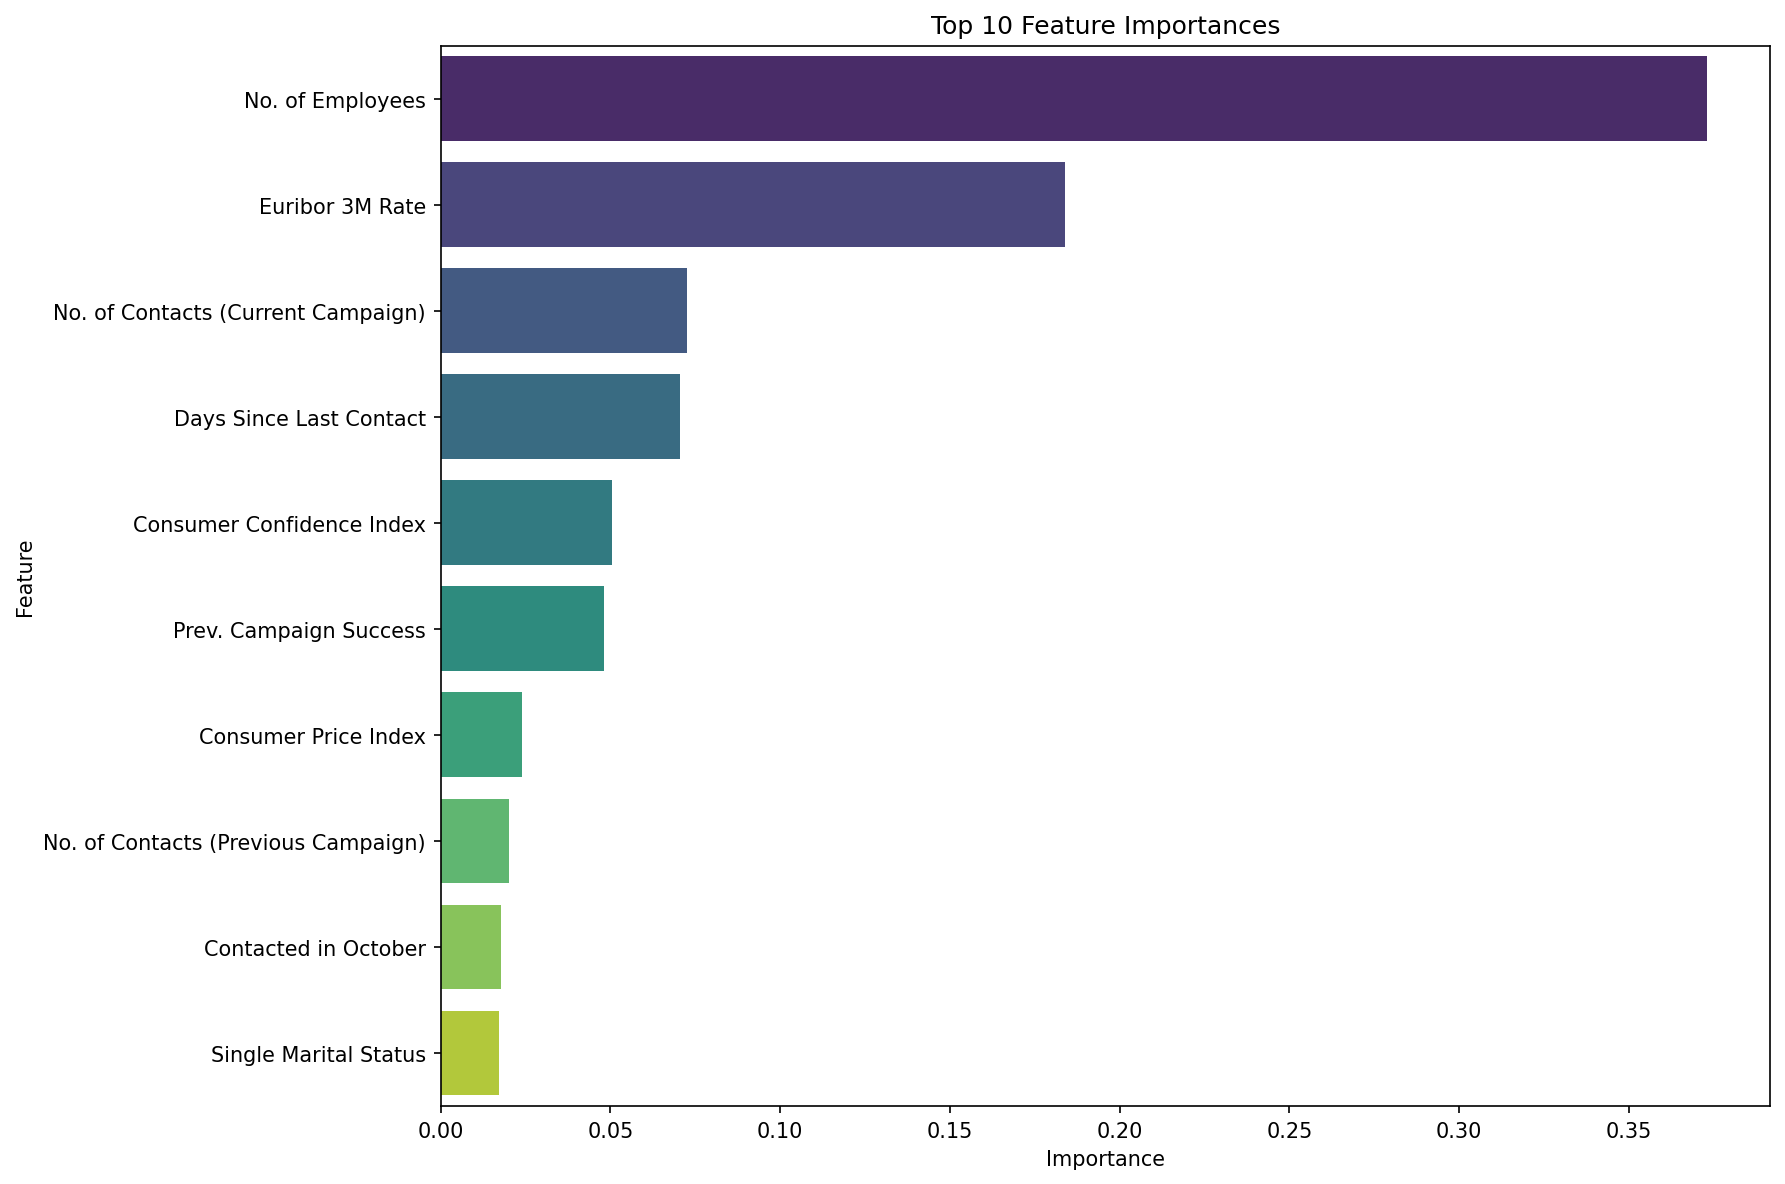 Top 10 Feature Importances
No. of Employees
Euribor 3M Rate
No. of Contacts (Current Campaign)
Days Since Last Contact
Consumer Confidence Index
Prev. Campaign Success
Consumer Price Index
No. of Contacts (Previous Campaign)
Contacted in October
Single Marital Status
Feature
0.00 0.05 0.10 0.15 0.20 0.25 0.30 0.35
Importance